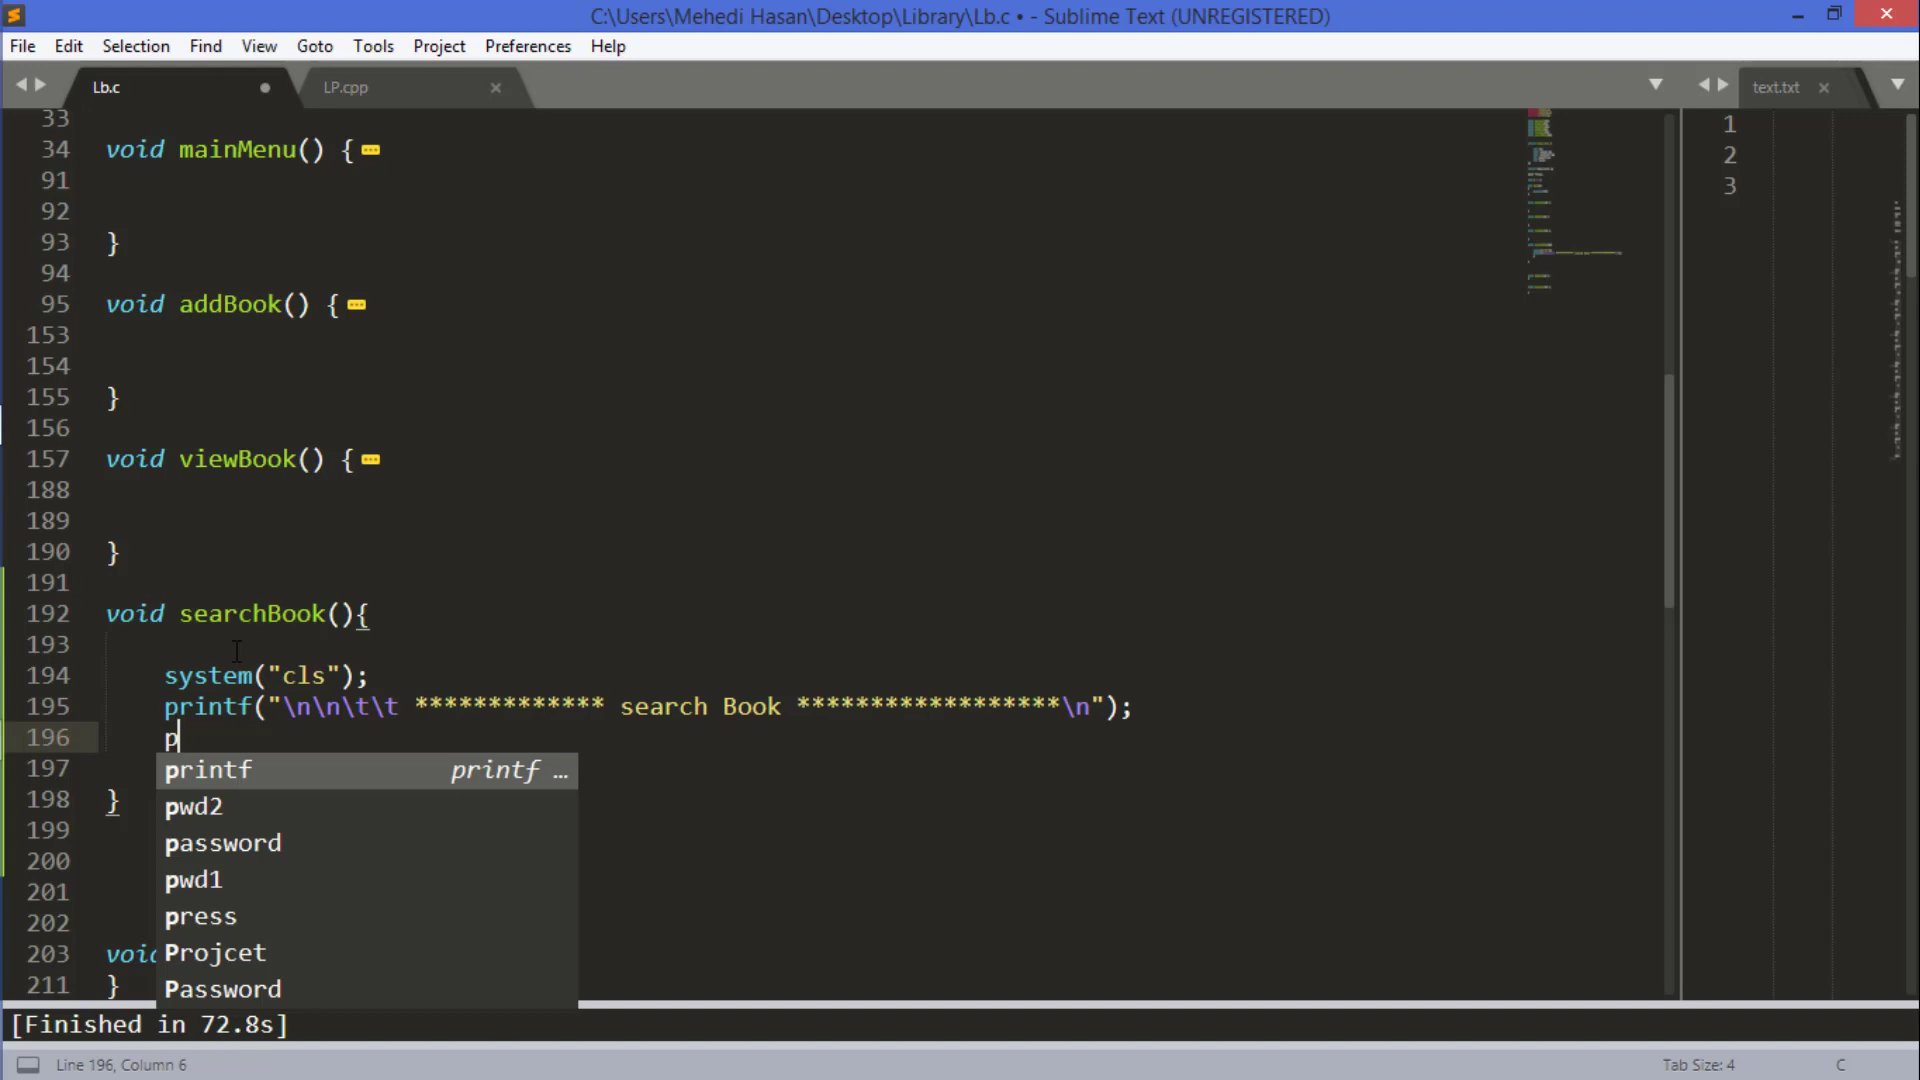 C:\Users\Mehedi Hasan\Desktop\Library\Lb.c • - Sublime Text (UNREGISTERED)
File Edit Selection Find View Goto Tools Project Preferences Help
Lb.c
LP.cpp
text.txt
33
34 void mainMenu() {
91
92
93 }
94
95 void addBook() {
153
154
155 }
156
157 void viewBook() {
188
189
190 }
191
192 void searchBook(){
193
194 system("cls");
195 printf("\n\n\t\t ************* search Book ******************\n");
196 p
197 printf printf …
198 }
pwd2
199 password
200 pwd1
201
202 press
203 void Projcet
211 } Password
1
2
3
[Finished in 72.8s]
Line 196, Column 6
Tab Size: 4
C